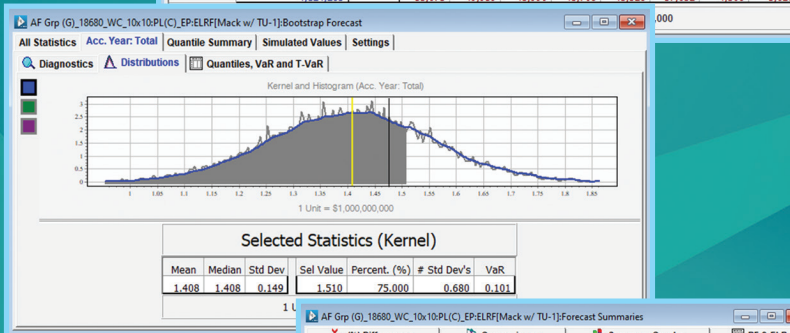 .000
AF Grp (G)_18680_WC_10x10:PL(C)_EP:ELRF[Mack w/ TU-1]:Bootstrap Forecast
All Statistics Acc. Year: Total Quantile Summary Simulated Values Settings
Diagnostics Distributions Quantiles, VaR and T-VaR
Kernel and Histogram (Acc. Year: Total)
3
2.5
2
1.5
1
0.5
0
1 1.05 1.1 1.15 1.2 1.25 1.3 1.35 1.4 1.45 1.5 1.55 1.6 1.65 1.7 1.75 1.8 1.85
1 Unit = $1,000,000,000
Selected Statistics (Kernel)
Mean Median Std Dev Sel Value Percent. (%) # Std Dev's VaR
1.408 1.408 0.149 1.510 75.000 0.680 0.101
1 U
AF Grp (G)_18680_WC_10x10:PL(C)_EP:ELRF[Mack w/ TU-1]:Forecast Summaries